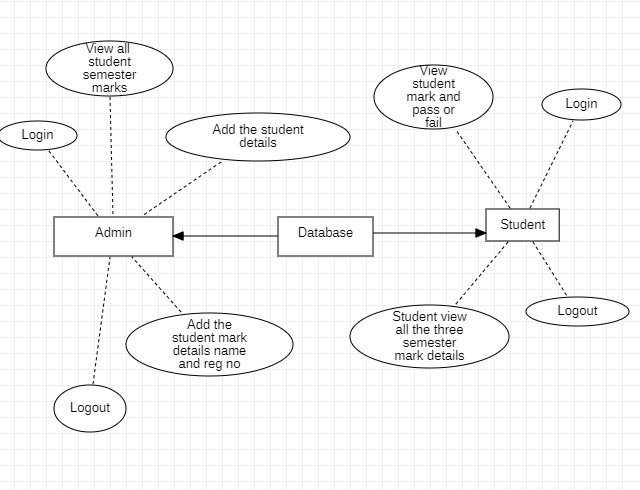 View all
student
semester
marks
View
student
mark and
pass or
fail
Login
Login
Add the student
details
Admin
Database
Student
Student view
all the three
semester
mark details
Logout
Add the
student mark
details name
and reg no
Logout